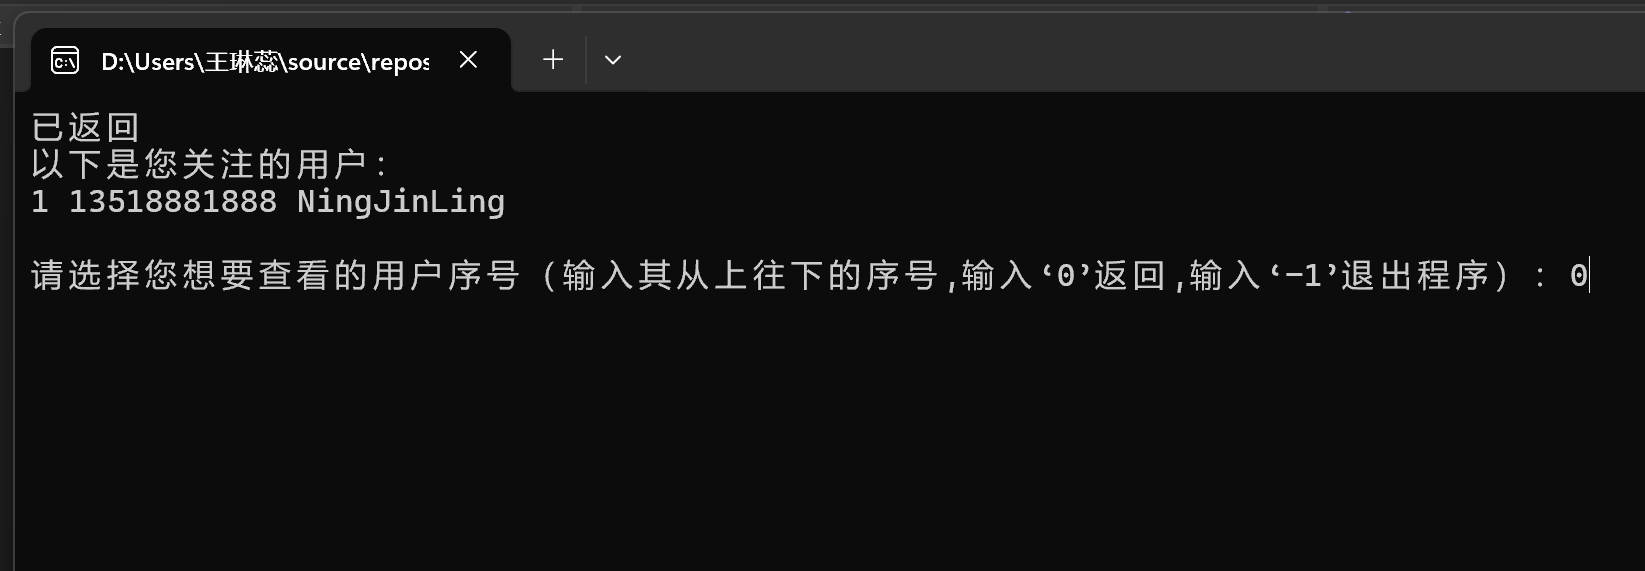 D:\Users\王琳蕊\source\repos
已返回
以下是您关注的用户：
1 13518881888 NingJinLing
请选择您想要查看的用户序号（输入其从上往下的序号,输入‘0’返回,输入‘-1’退出程序）：0